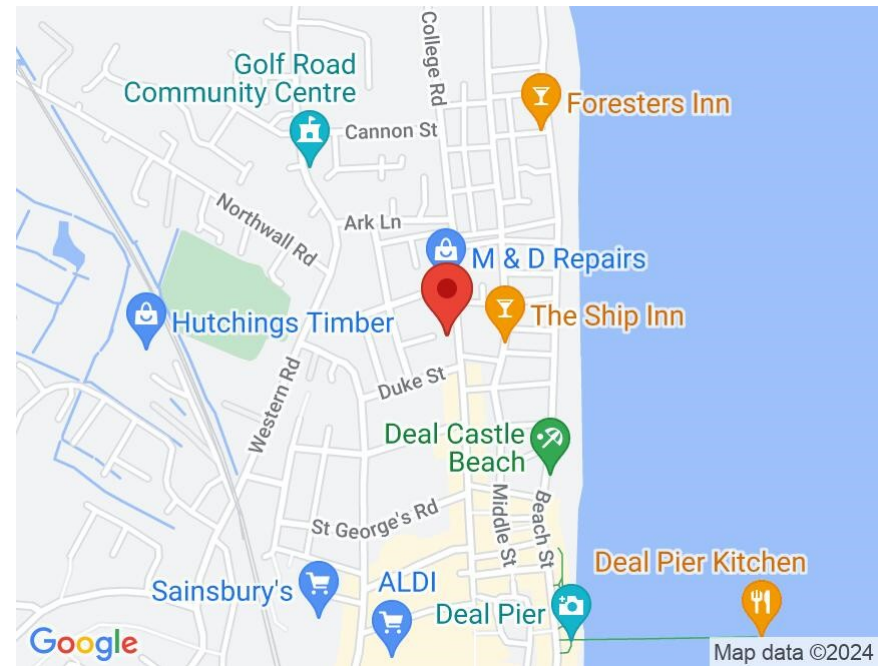 College Rd
Golf Road
Community Centre
Foresters Inn
Cannon St
Northwall Rd
Ark Ln
M & D Repairs
Hutchings Timber
The Ship Inn
Western Rd
Duke St
Deal Castle
Beach
St George's Rd
Middle St
Beach St
Sainsbury's
ALDI
Deal Pier Kitchen
Deal Pier
Google
Map data ©2024